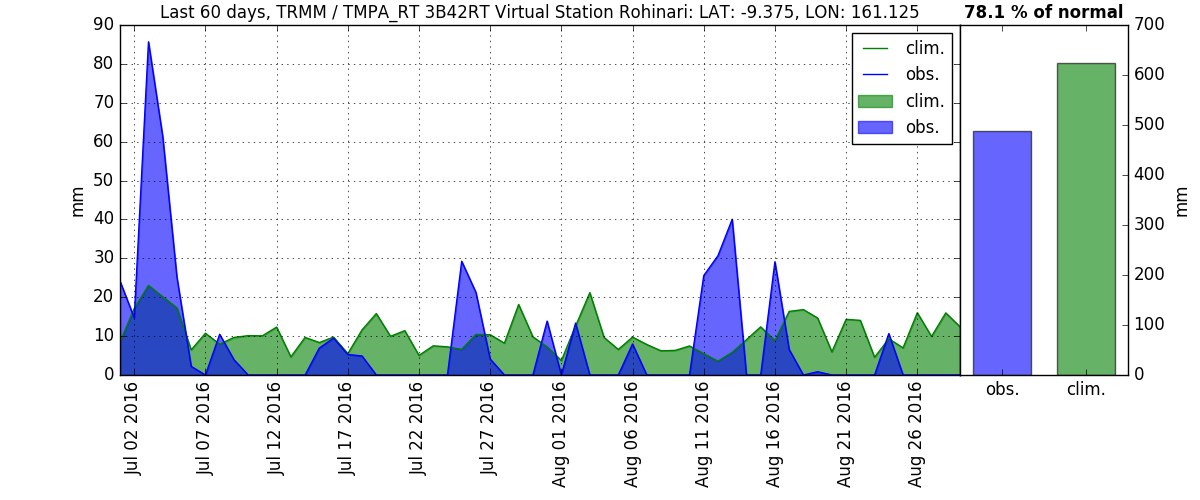 Last 60 days, TRMM / TMPA_RT 3B42RT Virtual Station Rohinari: LAT: -9.375, LON: 161.125
78.1 % of normal
90
80
70
60
50
40
30
20
10
0
mm
clim.
obs.
clim.
obs.
Jul 02 2016
Jul 07 2016
Jul 12 2016
Jul 17 2016
Jul 22 2016
Jul 27 2016
Aug 01 2016
Aug 06 2016
Aug 11 2016
Aug 16 2016
Aug 21 2016
Aug 26 2016
700
600
500
400
300
200
100
0
mm
obs.
clim.